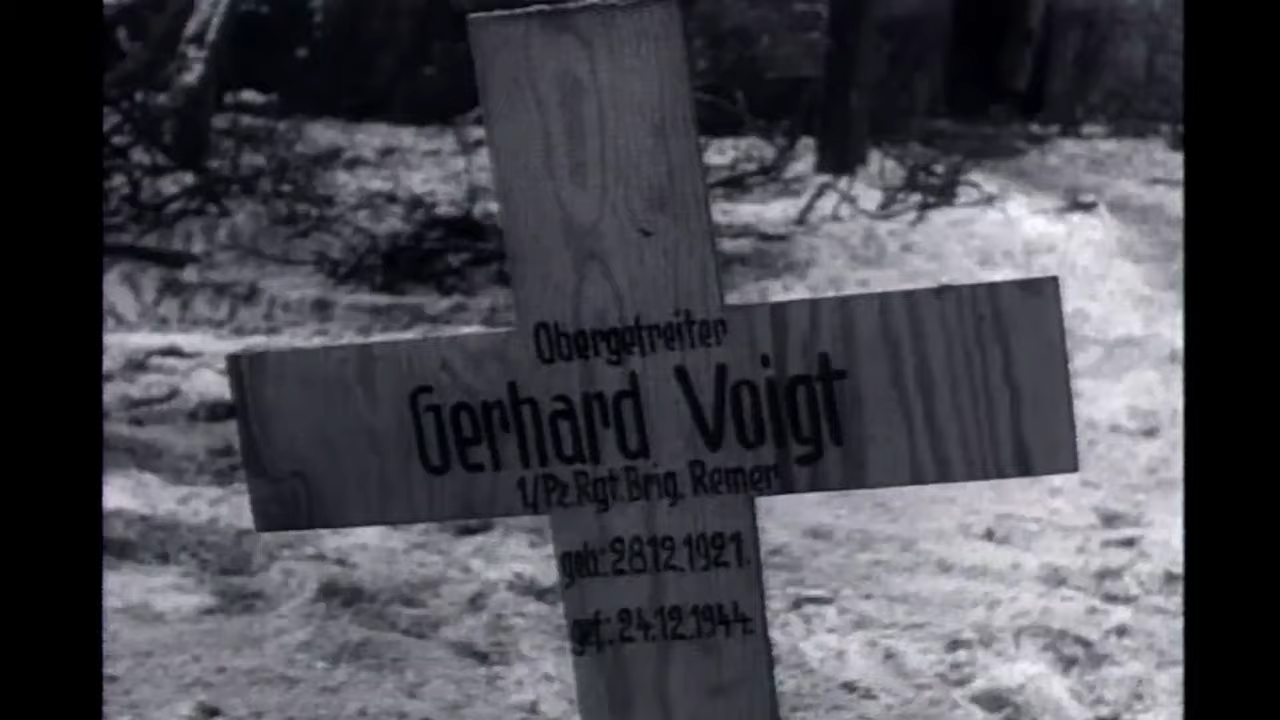 Obergefreiter
Gerhard Voigt
1./Pz.Rgt.Brig. Remer
geb.: 28.12.1921.
gef.: 24.12.1944.